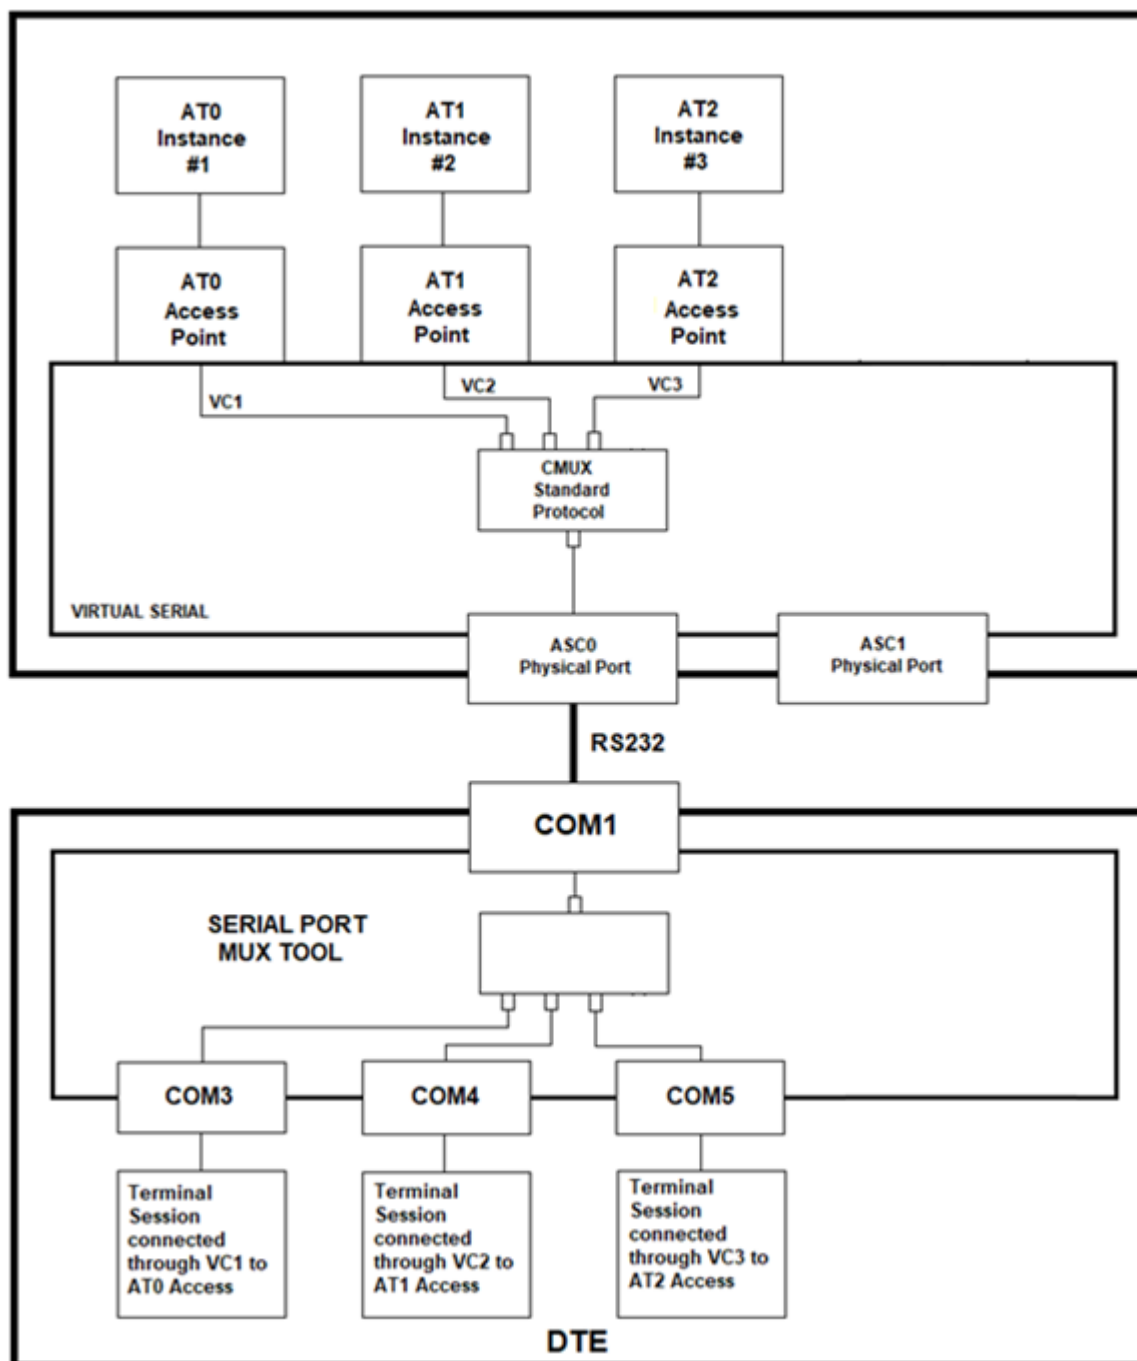 AT0
Instance
#1
AT1
Instance
#2
AT2
Instance
#3
AT0
Access
Point
AT1
Access
Point
AT2
Access
Point
VC1
VC2
VC3
CMUX
Standard
Protocol
VIRTUAL SERIAL
ASC0
Physical Port
ASC1
Physical Port
RS232
COM1
SERIAL PORT
MUX TOOL
COM3
COM4
COM5
Terminal
Session
connected
through VC1 to
AT0 Access
Terminal
Session
connected
through VC2 to
AT1 Access
Terminal
Session
connected
through VC3 to
AT2 Access
DTE